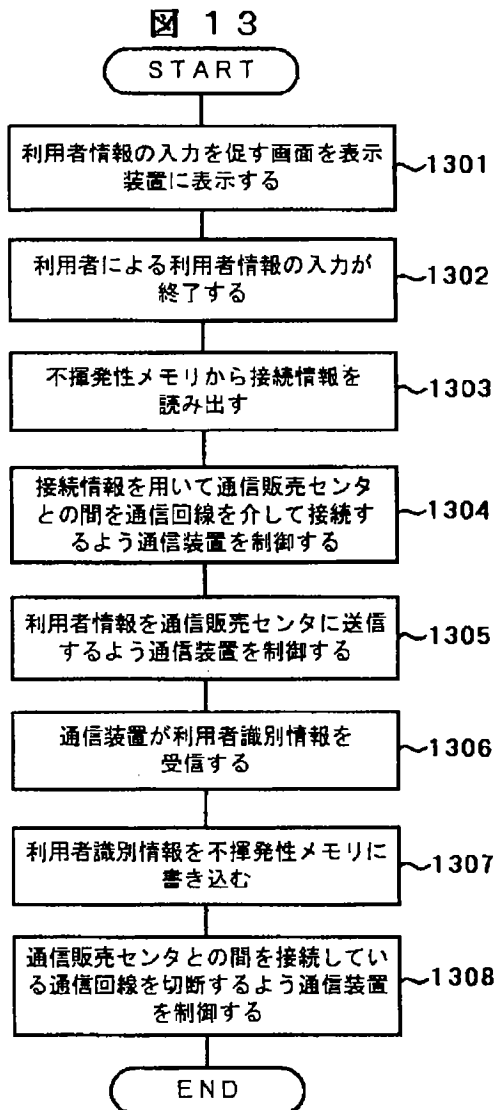 図 13
START
利用者情報の入力を促す画面を表示
装置に表示する
1301
利用者による利用者情報の入力が
終了する
1302
不揮発性メモリから接続情報を
読み出す
1303
接続情報を用いて通信販売センタ
との間を通信回線を介して接続す
るよう通信装置を制御する
1304
利用者情報を通信販売センタに送信
するよう通信装置を制御する
1305
通信装置が利用者識別情報を
受信する
1306
利用者識別情報を不揮発性メモリに
書き込む
1307
通信販売センタとの間を接続してい
る通信回線を切断するよう通信装置
を制御する
1308
END